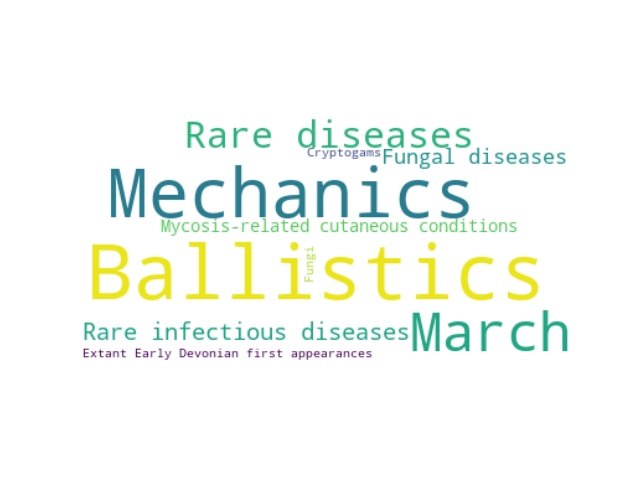 Rare diseases
Cryptogams
Fungal diseases
Mechanics
Mycosis-related cutaneous conditions
Ballistics
Fungi
Rare infectious diseases
March
Extant Early Devonian first appearances